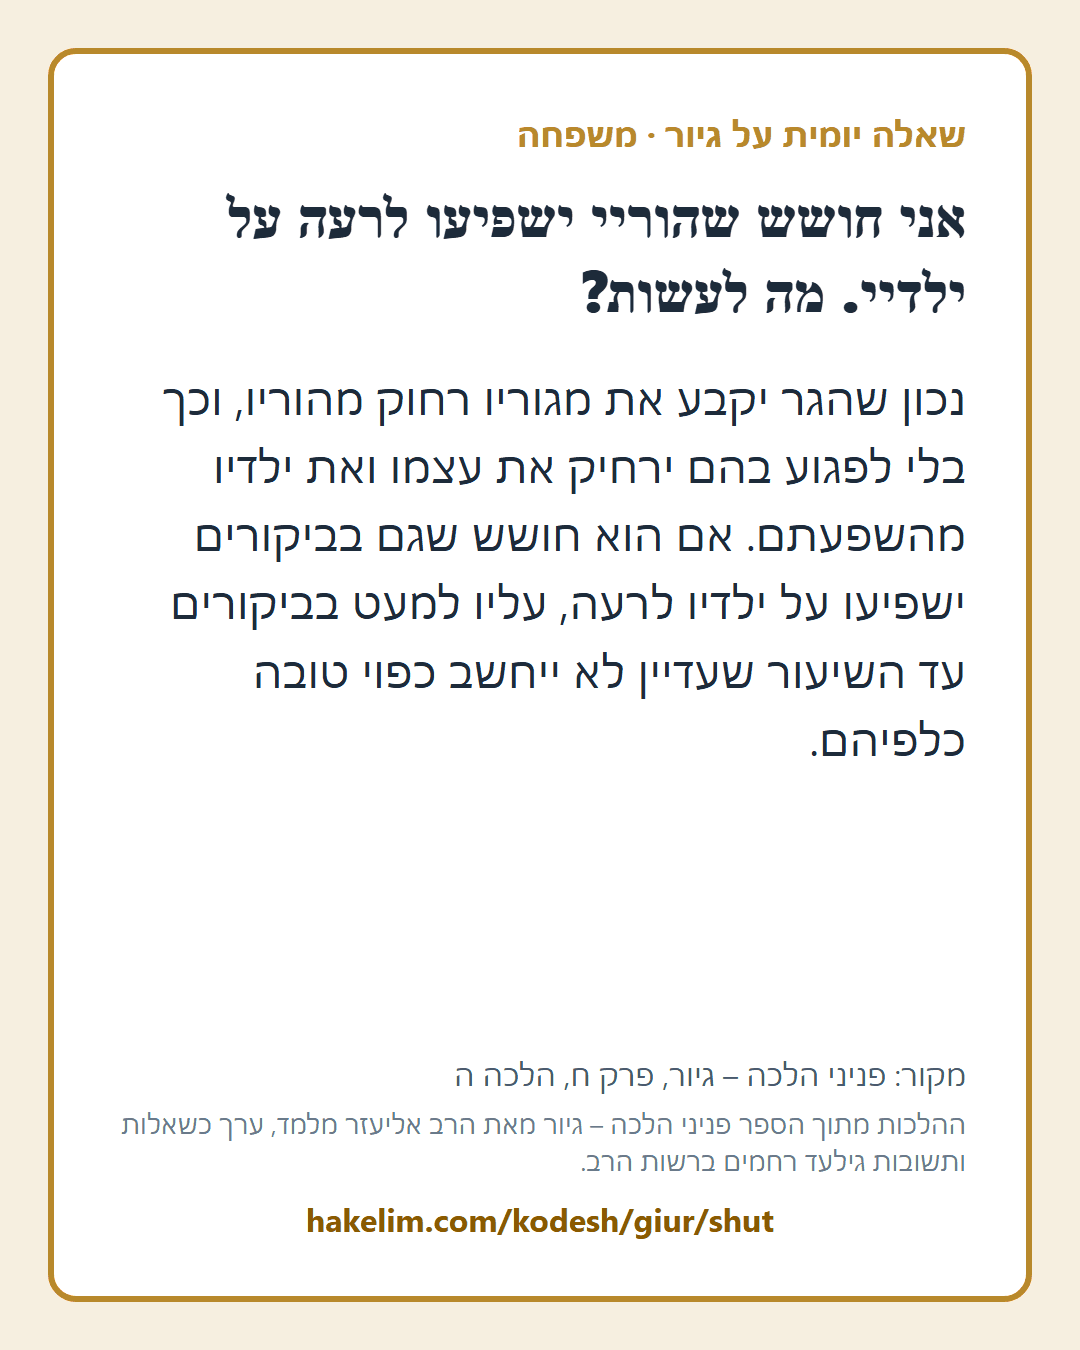 שאלה יומית על גיור · משפחה
אני חושש שהוריי ישפיעו לרעה על
ילדיי. מה לעשות?
נכון שהגר יקבע את מגוריו רחוק מהוריו, וכך
בלי לפגוע בהם ירחיק את עצמו ואת ילדיו
מהשפעתם. אם הוא חושש שגם בביקורים
ישפיעו על ילדיו לרעה, עליו למעט בביקורים
עד השיעור שעדיין לא ייחשב כפוי טובה
כלפיהם.
מקור: פניני הלכה – גיור, פרק ח, הלכה ה
ההלכות מתוך הספר פניני הלכה – גיור מאת הרב אליעזר מלמד, ערך כשאלות
ותשובות גילעד רחמים ברשות הרב.
hakelim.com/kodesh/giur/shut